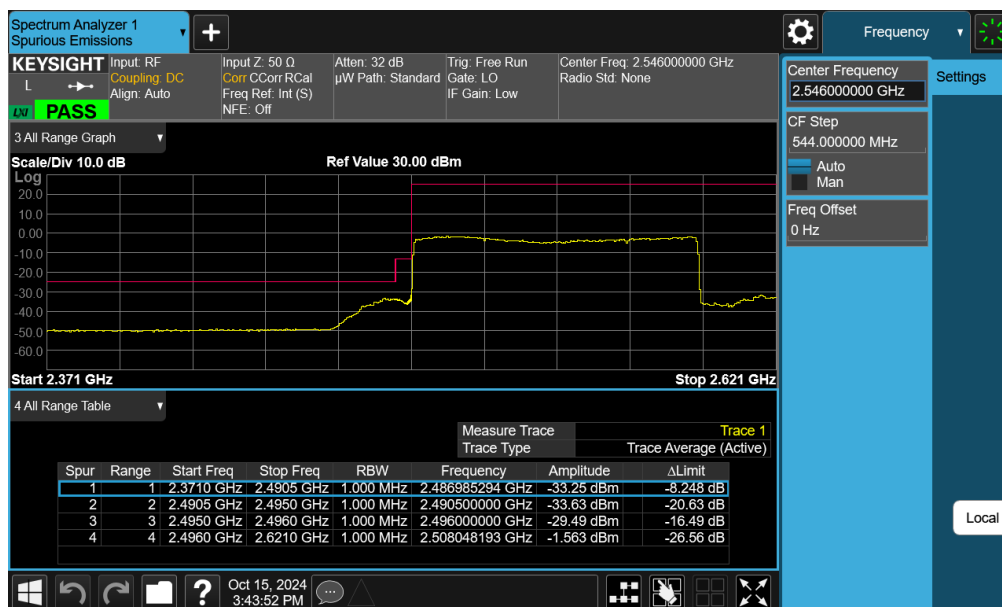 Spectrum Analyzer 1
Spurious Emissions
Frequency
KEYSIGHT
L
LXI
PASS
Input: RF
Coupling: DC
Align: Auto
Input Z: 50 Ω
Corr CCorr RCal
Freq Ref: Int (S)
NFE: Off
Atten: 32 dB
µW Path: Standard
Trig: Free Run
Gate: LO
IF Gain: Low
Center Freq: 2.546000000 GHz
Radio Std: None
Center Frequency
2.546000000 GHz
Settings
CF Step
544.000000 MHz
Auto
Man
Freq Offset
0 Hz
Local
3 All Range Graph
Scale/Div 10.0 dB
Ref Value 30.00 dBm
Log
20.0
10.0
0.00
-10.0
-20.0
-30.0
-40.0
-50.0
-60.0
Start 2.371 GHz
Stop 2.621 GHz
4 All Range Table
Measure Trace Trace 1
Trace Type Trace Average (Active)
Spur Range Start Freq Stop Freq RBW Frequency Amplitude ΔLimit
1 1 2.3710 GHz 2.4905 GHz 1.000 MHz 2.486985294 GHz -33.25 dBm -8.248 dB
2 2 2.4905 GHz 2.4950 GHz 1.000 MHz 2.490500000 GHz -33.63 dBm -20.63 dB
3 3 2.4950 GHz 2.4960 GHz 1.000 MHz 2.496000000 GHz -29.49 dBm -16.49 dB
4 4 2.4960 GHz 2.6210 GHz 1.000 MHz 2.508048193 GHz -1.563 dBm -26.56 dB
?
Oct 15, 2024
3:43:52 PM